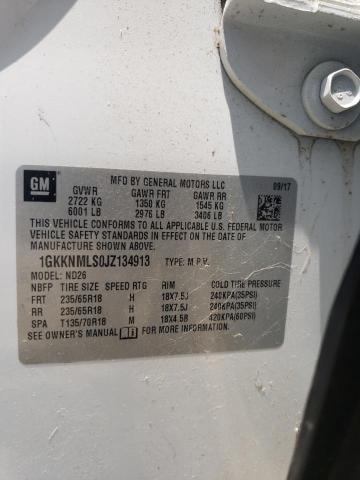 GM
MFD BY GENERAL MOTORS LLC 09/17
GVWR GAWR FRT GAWR RR
2722 KG 1350 KG 1545 KG
6001 LB 2976 LB 3406 LB
THIS VEHICLE CONFORMS TO ALL APPLICABLE U.S. FEDERAL MOTOR
VEHICLE SAFETY AND THEFT PREVENTION STANDARDS IN EFFECT ON
THE DATE OF MANUFACTURE SHOWN ABOVE.
1GKKNMLS0JZ134913 TYPE: M.P.V.
MODEL: ND26
NBFP TIRE SIZE SPEED RTG RIM COLD TIRE PRESSURE
FRT 235/65R18 H 18X7.5J 240KPA(35PSI)
RR 235/65R18 H 18X7.5J 240KPA(35PSI)
SPA T135/70R18 M 18X4.5B 420KPA(60PSI)
SEE OWNER'S MANUAL FOR MORE INFORMATION.